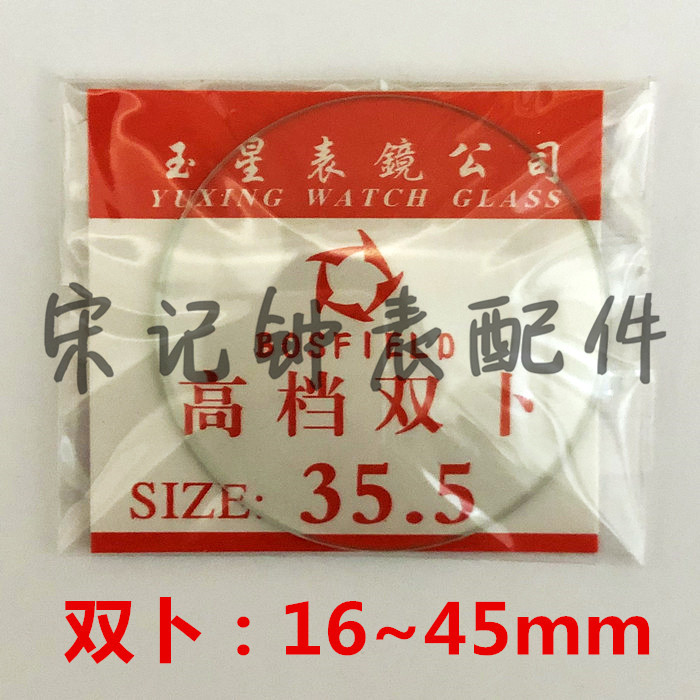 玉星表鏡公司
YUXING WATCH GLASS
宋记钟表配件
BOSFIELD
高档双卜
SIZE: 35.5
双卜：16~45mm